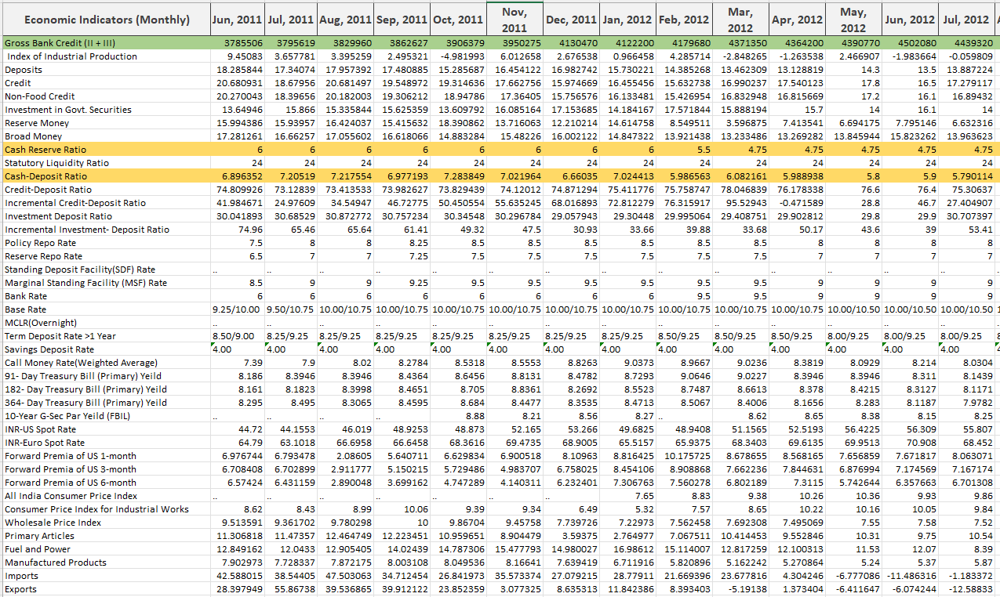 Economic Indicators (Monthly) Jun, 2011 Jul, 2011 Aug, 2011 Sep, 2011 Oct, 2011 Nov, 2011 Dec, 2011 Jan, 2012 Feb, 2012 Mar, 2012 Apr, 2012 May, 2012 Jun, 2012 Jul, 2012
Gross Bank Credit (II + III) 3785506 3795619 3829960 3862627 3906379 3950275 4130470 4122200 4179680 4371350 4364200 4390770 4502080 4439320
Index of Industrial Production 9.45083 3.657781 3.395259 2.495321 -4.981993 6.012658 2.676538 0.966458 4.285714 -2.848265 -1.263538 2.466907 -1.983664 -0.059809
Deposits 18.285844 17.34074 17.957392 17.480885 15.285687 16.454122 16.982742 15.730221 14.385268 13.462309 13.128819 14.3 13.5 13.887224
Credit 20.680931 18.67956 20.681497 19.548972 19.314636 17.662756 15.974669 16.455456 15.632738 16.990237 17.540123 17.8 16.5 17.279117
Non-Food Credit 20.270043 18.39656 20.182003 19.306212 18.94786 17.36405 15.756576 16.133481 15.426954 16.832948 16.815669 17.2 16.1 16.89432
Investment in Govt. Securities 13.64946 15.866 15.335844 15.625359 13.609792 16.085164 17.153685 14.184167 17.571844 15.888194 15.7 14 16.1 14
Reserve Money 15.994386 15.93957 16.424037 15.415632 18.390862 13.716063 12.210214 14.614758 8.549511 3.596875 7.413541 6.694175 7.795146 6.632316
Broad Money 17.281261 16.66257 17.055602 16.618066 14.883284 15.48226 16.002122 14.847322 13.921438 13.233486 13.269282 13.845944 15.823262 13.963623
Cash Reserve Ratio 6 6 6 6 6 6 6 6 5.5 4.75 4.75 4.75 4.75 4.75
Statutory Liquidity Ratio 24 24 24 24 24 24 24 24 24 24 24 24 24 24
Cash-Deposit Ratio 6.896352 7.20519 7.217554 6.977193 7.283849 7.021964 6.66035 7.024413 5.986563 6.082161 5.988938 5.8 5.9 5.790114
Credit-Deposit Ratio 74.809926 73.12839 73.413533 73.982627 73.829439 74.12012 74.871294 75.411776 75.758747 78.046839 76.178338 76.6 76.4 75.30637
Incremental Credit-Deposit Ratio 41.984671 24.97609 34.54947 46.72775 50.450554 55.635245 68.016893 72.812279 76.315917 95.52943 -0.471589 28.8 46.7 27.404907
Investment Deposit Ratio 30.041893 30.68529 30.872772 30.757234 30.34548 30.296784 29.057943 29.30448 29.995064 29.408751 29.902812 29.8 29.9 30.707397
Incremental Investment- Deposit Ratio 74.96 65.46 65.64 61.41 49.32 47.5 30.93 33.66 39.88 33.68 50.17 43.6 39 53.41
Policy Repo Rate 7.5 8 8 8.25 8.5 8.5 8.5 8.5 8.5 8.5 8 8 8 8
Reserve Repo Rate 6.5 7 7 7.25 7.5 7.5 7.5 7.5 7.5 7.5 7 7 7 7
Standing Deposit Facility(SDF) Rate .. .. .. .. .. .. .. .. .. .. .. .. .. ..
Marginal Standing Facility (MSF) Rate 8.5 9 9 9.25 9.5 9.5 9.5 9.5 9.5 9.5 9 9 9 9
Bank Rate 6 6 6 6 6 6 6 6 9.5 9.5 9 9 9 9
Base Rate 9.25/10.00 9.50/10.75 10.00/10.75 10.00/10.75 10.00/10.75 10.00/10.75 10.00/10.75 10.00/10.75 10.00/10.75 10.00/10.75 10.00/10.75 10.00/10.50 10.00/10.50 10.00/10.50
MCLR(Overnight) .. .. .. .. .. .. .. .. .. .. .. .. .. ..
Term Deposit Rate >1 Year 8.50/9.00 8.25/9.25 8.25/9.25 8.25/9.25 8.25/9.25 8.25/9.25 8.25/9.25 8.25/9.25 8.50/9.25 8.50/9.25 8.50/9.25 8.00/9.25 8.00/9.25 8.00/9.25
Savings Deposit Rate 4.00 4.00 4.00 4.00 4.00 4.00 4.00 4.00 4.00 4.00 4.00 4.00 4.00 4.00
Call Money Rate(Weighted Average) 7.39 7.9 8.02 8.2784 8.5318 8.5553 8.8263 9.0373 8.9667 9.0236 8.3819 8.0929 8.214 8.0304
91- Day Treasury Bill (Primary) Yeild 8.186 8.3946 8.3946 8.4364 8.6456 8.8131 8.4782 8.7293 9.0646 9.0227 8.3946 8.3946 8.311 8.1439
182- Day Treasury Bill (Primary) Yeild 8.161 8.1823 8.3998 8.4651 8.705 8.8361 8.2692 8.5523 8.7487 8.6613 8.378 8.4215 8.3127 8.1171
364- Day Treasury Bill (Primary) Yeild 8.295 8.495 8.3065 8.4595 8.684 8.4477 8.3535 8.4713 8.5067 8.4006 8.1656 8.283 8.1187 7.9782
10-Year G-Sec Par Yeild (FBIL) .. .. .. .. 8.88 8.21 8.56 8.27 .. 8.62 8.65 8.38 8.15 8.25
INR-US Spot Rate 44.72 44.1553 46.019 48.9253 48.873 52.165 53.266 49.6825 48.9408 51.1565 52.5193 56.4225 56.309 55.807
INR-Euro Spot Rate 64.79 63.1018 66.6958 66.6458 68.3616 69.4735 68.9005 65.5157 65.9375 68.3403 69.6135 69.9513 70.908 68.452
Forward Premia of US 1-month 6.976744 6.793478 2.08605 5.640711 6.629834 6.900518 8.10963 8.816425 10.175725 8.678655 8.568165 7.656859 7.671817 8.063071
Forward Premia of US 3-month 6.708408 6.702899 2.911777 5.150215 5.729486 4.983707 6.758025 8.454106 8.908868 7.662236 7.844631 6.876994 7.174569 7.167174
Forward Premia of US 6-month 6.57424 6.431159 2.890048 3.699162 4.747289 4.140311 6.232401 7.306763 7.560278 6.802189 7.3115 5.742644 6.357663 6.701308
All India Consumer Price Index .. .. .. .. .. .. .. 7.65 8.83 9.38 10.26 10.36 9.93 9.86
Consumer Price Index for Industrial Works 8.62 8.43 8.99 10.06 9.39 9.34 6.49 5.32 7.57 8.65 10.22 10.16 10.05 9.84
Wholesale Price Index 9.513591 9.361702 9.780298 10 9.86704 9.45758 7.739726 7.22973 7.562458 7.692308 7.495069 7.55 7.58 7.52
Primary Articles 11.306818 11.47357 12.464749 12.223451 10.959651 8.904479 3.59375 2.764977 7.067511 10.414453 9.552846 10.31 9.75 10.54
Fuel and Power 12.849162 12.0433 12.905405 14.02439 14.787306 15.477793 14.980027 16.98612 15.114007 12.817259 12.100313 11.53 12.07 8.39
Manufactured Products 7.902973 7.728337 7.872175 8.003108 8.049536 8.16641 7.639419 6.711916 5.820896 5.162242 5.270864 5.24 5.37 5.87
Imports 42.588015 38.54405 47.503063 34.712454 26.841973 35.573374 27.079215 28.77911 21.669396 23.677816 4.304246 -6.777086 -11.486316 -1.183372
Exports 28.397949 55.86738 39.536865 39.912122 23.852359 3.077325 8.635313 11.842386 8.393403 -5.19138 1.373404 -6.411647 -6.074244 -12.58833